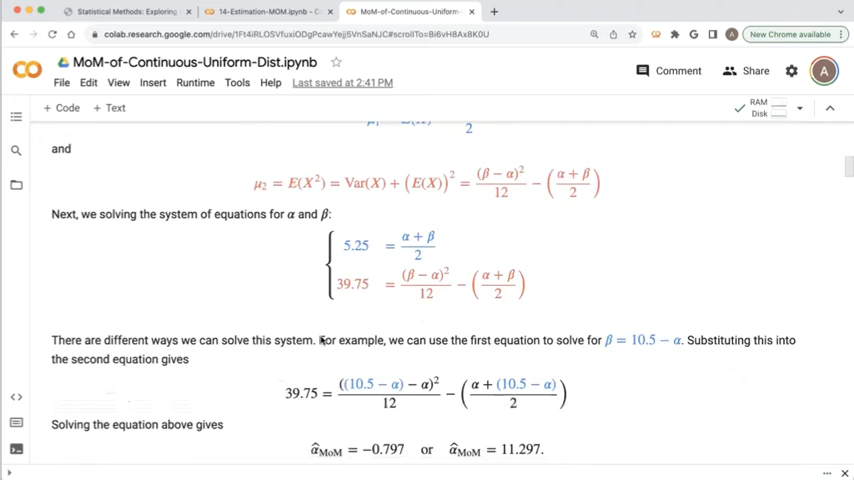 Statistical Methods: Exploring
14-Estimation-MOM.ipynb - C
MoM-of-Continuous-Uniform-
colab.research.google.com/drive/1Ft4iRLOSVfuxiODgPcawYejj5VnSaNJC#scrollTo=Bi6vH8Ax8K0U
New Chrome available
MoM-of-Continuous-Uniform-Dist.ipynb
File Edit View Insert Runtime Tools Help Last saved at 2:41 PM
Comment Share A
+ Code + Text
RAM
Disk
2
and
μ₂ = E(X²) = Var(X) + (E(X))² = (β − α)²/12 − ((α + β)/2)
Next, we solving the system of equations for α and β:
5.25 = (α + β)/2
39.75 = (β − α)²/12 − ((α + β)/2)
There are different ways we can solve this system. For example, we can use the first equation to solve for β = 10.5 − α. Substituting this into
the second equation gives
39.75 = ((10.5 − α) − α)²/12 − ((α + (10.5 − α))/2)
Solving the equation above gives
α̂MoM = −0.797 or α̂MoM = 11.297.